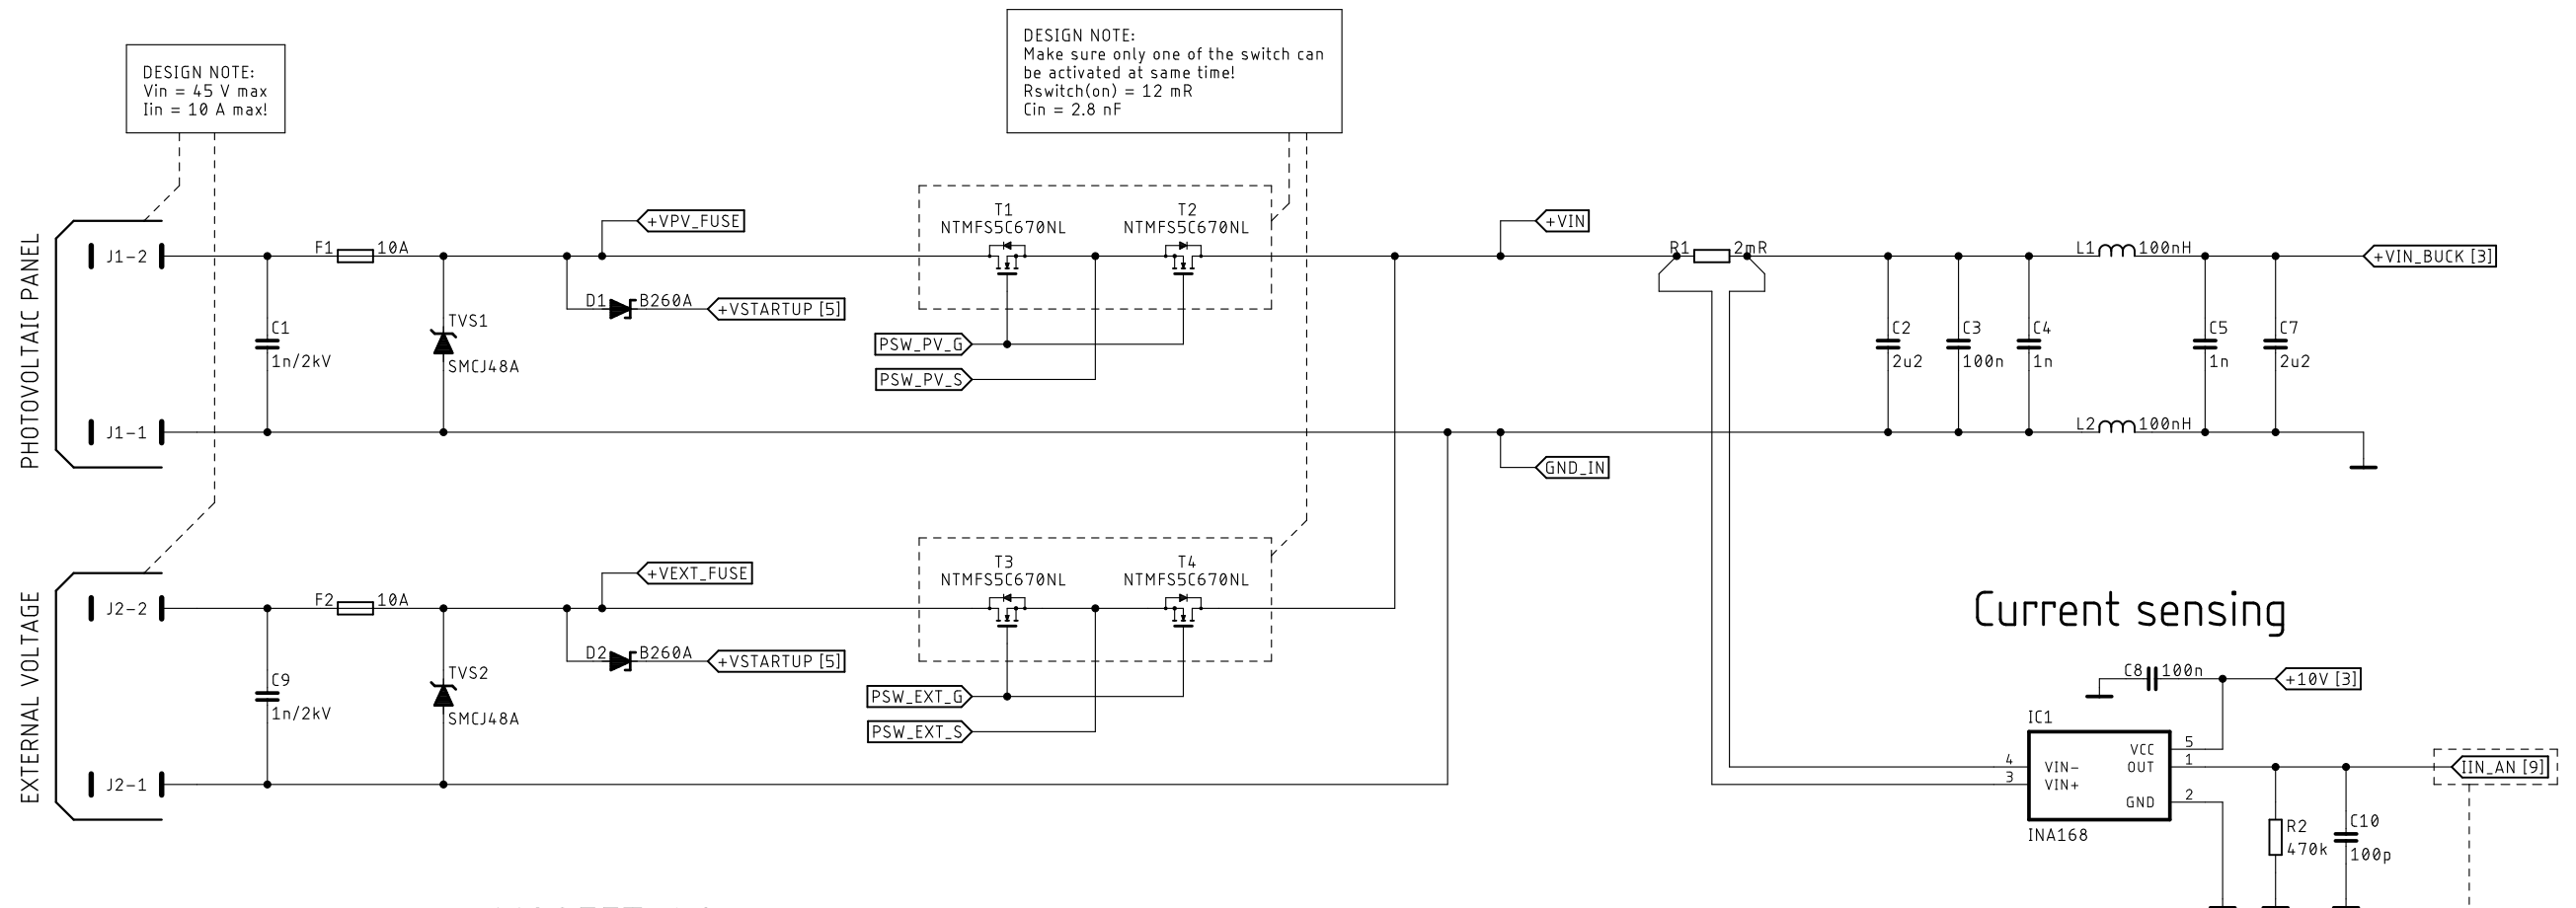 DESIGN NOTE:
Vin = 45 V max
Iin = 10 A max!
DESIGN NOTE:
Make sure only one of the switch can
be activated at same time!
Rswitch(on) = 12 mR
Cin = 2.8 nF
PHOTOVOLTAIC PANEL
J1-2
J1-1
C1
1n/2kV
F1
10A
TVS1
SMCJ48A
+VPV_FUSE
D1
B260A
+VSTARTUP [5]
T1
NTMFS5C670NL
T2
NTMFS5C670NL
PSW_PV_G
PSW_PV_S
+VIN
GND_IN
R1
2mR
C2
2u2
C3
100n
C4
1n
L1
100nH
L2
100nH
C5
1n
C7
2u2
+VIN_BUCK [3]
EXTERNAL VOLTAGE
J2-2
J2-1
C9
1n/2kV
F2
10A
TVS2
SMCJ48A
+VEXT_FUSE
D2
B260A
+VSTARTUP [5]
T3
NTMFS5C670NL
T4
NTMFS5C670NL
PSW_EXT_G
PSW_EXT_S
Current sensing
C8
100n
+10V [3]
IC1
4
VIN-
3
VIN+
VCC
5
OUT
1
GND
2
INA168
IIN_AN [9]
R2
470k
C10
100p